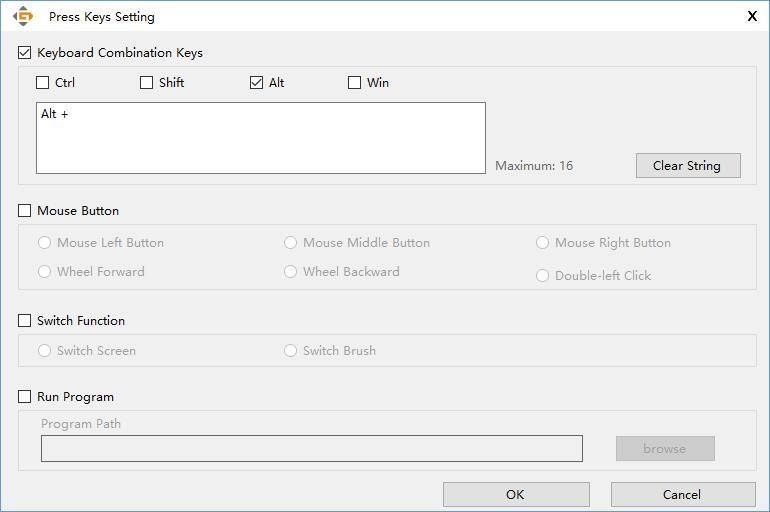 Press Keys Setting
Keyboard Combination Keys
Ctrl Shift Alt Win
Alt +
Maximum: 16 Clear String
Mouse Button
Mouse Left Button Mouse Middle Button Mouse Right Button
Wheel Forward Wheel Backward Double-left Click
Switch Function
Switch Screen Switch Brush
Run Program
Program Path
browse
OK Cancel